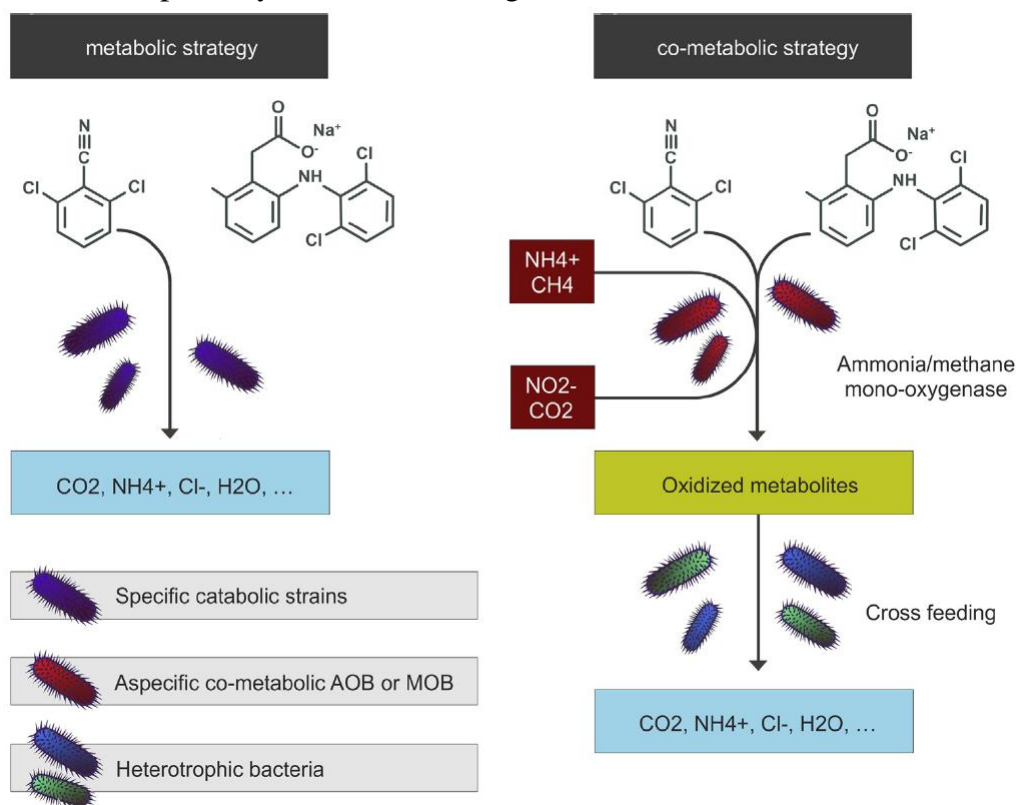 metabolic strategy
co-metabolic strategy
N
C
Cl
Cl
O
O-
Na+
NH
Cl
Cl
N
C
Cl
Cl
O
O-
Na+
NH
Cl
Cl
NH4+
CH4
NO2-
CO2
Ammonia/methane
mono-oxygenase
CO2, NH4+, Cl-, H2O, …
Oxidized metabolites
Specific catabolic strains
Aspecific co-metabolic AOB or MOB
Heterotrophic bacteria
Cross feeding
CO2, NH4+, Cl-, H2O, …